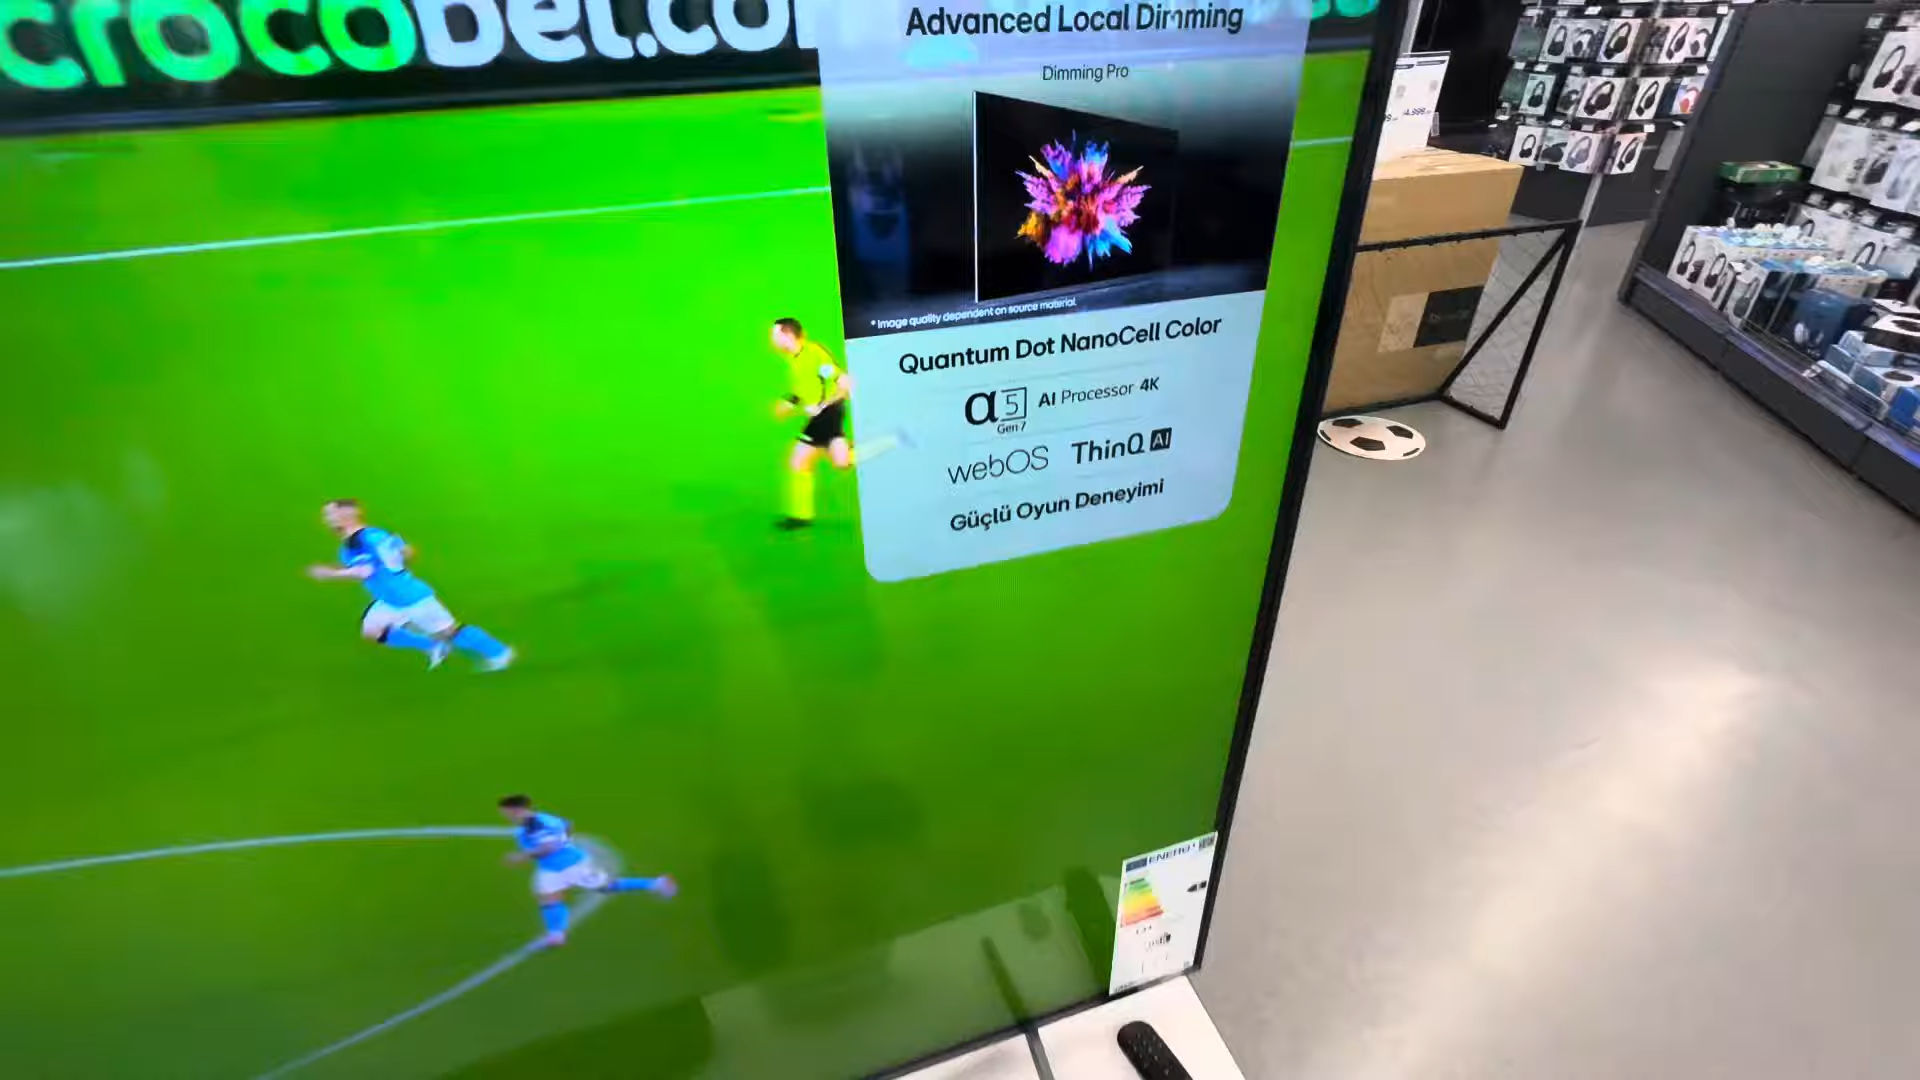 crocobet.co
Advanced Local Dimming
Dimming Pro
* Image quality dependent on source material.
Quantum Dot NanoCell Color
α5 AI Processor 4K
Gen 7
webOS ThinQ AI
Güçlü Oyun Deneyimi
ENERG